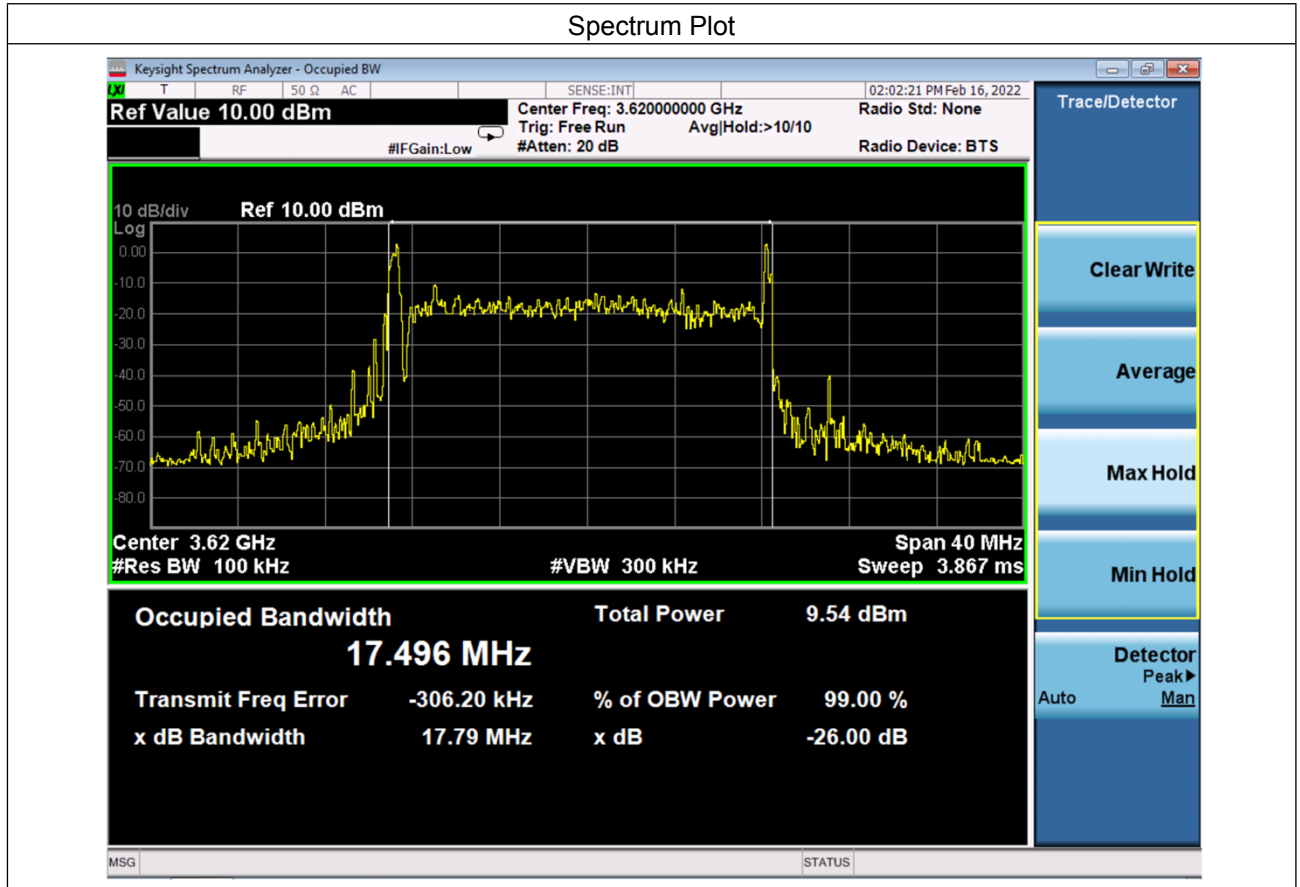 Spectrum Plot
Keysight Spectrum Analyzer - Occupied BW
LXI T RF 50 Ω AC SENSE:INT 02:02:21 PM Feb 16, 2022
Ref Value 10.00 dBm Center Freq: 3.620000000 GHz Radio Std: None
Trig: Free Run Avg|Hold:>10/10
#IFGain:Low #Atten: 20 dB Radio Device: BTS
10 dB/div Ref 10.00 dBm
Log
0.00
-10.0
-20.0
-30.0
-40.0
-50.0
-60.0
-70.0
-80.0
Center 3.62 GHz Span 40 MHz
#Res BW 100 kHz #VBW 300 kHz Sweep 3.867 ms
Occupied Bandwidth Total Power 9.54 dBm
17.496 MHz
Transmit Freq Error -306.20 kHz % of OBW Power 99.00 %
x dB Bandwidth 17.79 MHz x dB -26.00 dB
MSG STATUS
Trace/Detector
Clear Write
Average
Max Hold
Min Hold
Detector
Peak▶
Auto Man